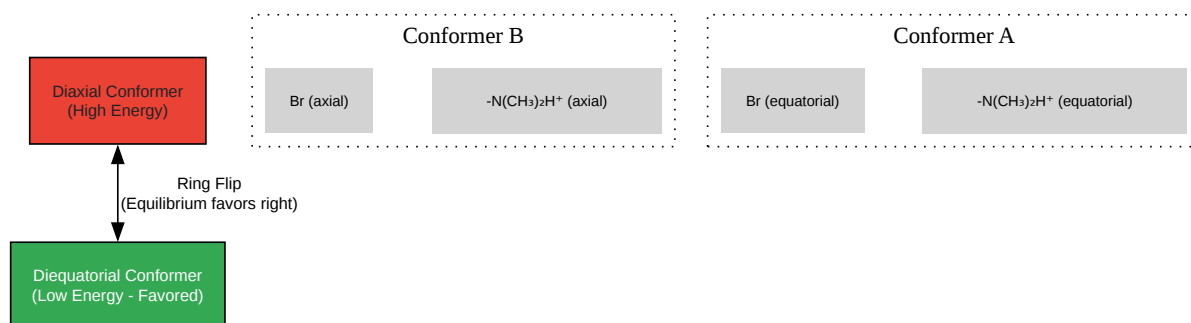 Conformer B
Conformer A
Diaxial Conformer
(High Energy)
Br (axial)
-N(CH₃)₂H⁺ (axial)
Br (equatorial)
-N(CH₃)₂H⁺ (equatorial)
Ring Flip
(Equilibrium favors right)
Diequatorial Conformer
(Low Energy - Favored)